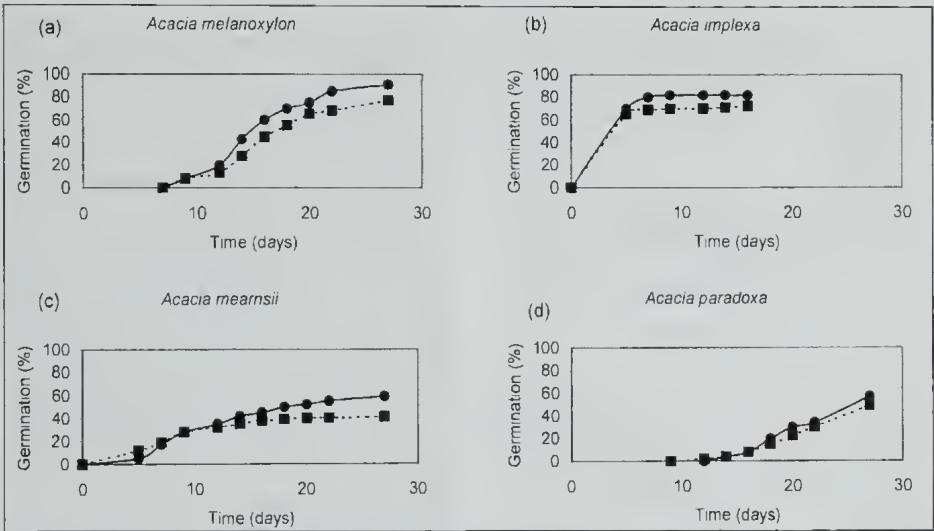 (a) Acacia melanoxylon
Germination (%)
100
80
60
40
20
0
0 10 20 30
Time (days)
(b) Acacia implexa
Germination (%)
100
80
60
40
20
0
0 10 20 30
Time (days)
(c) Acacia mearnsii
Germination (%)
100
80
60
40
20
0
0 10 20 30
Time (days)
(d) Acacia paradoxa
Germination (%)
100
80
60
40
20
0
0 10 20 30
Time (days)